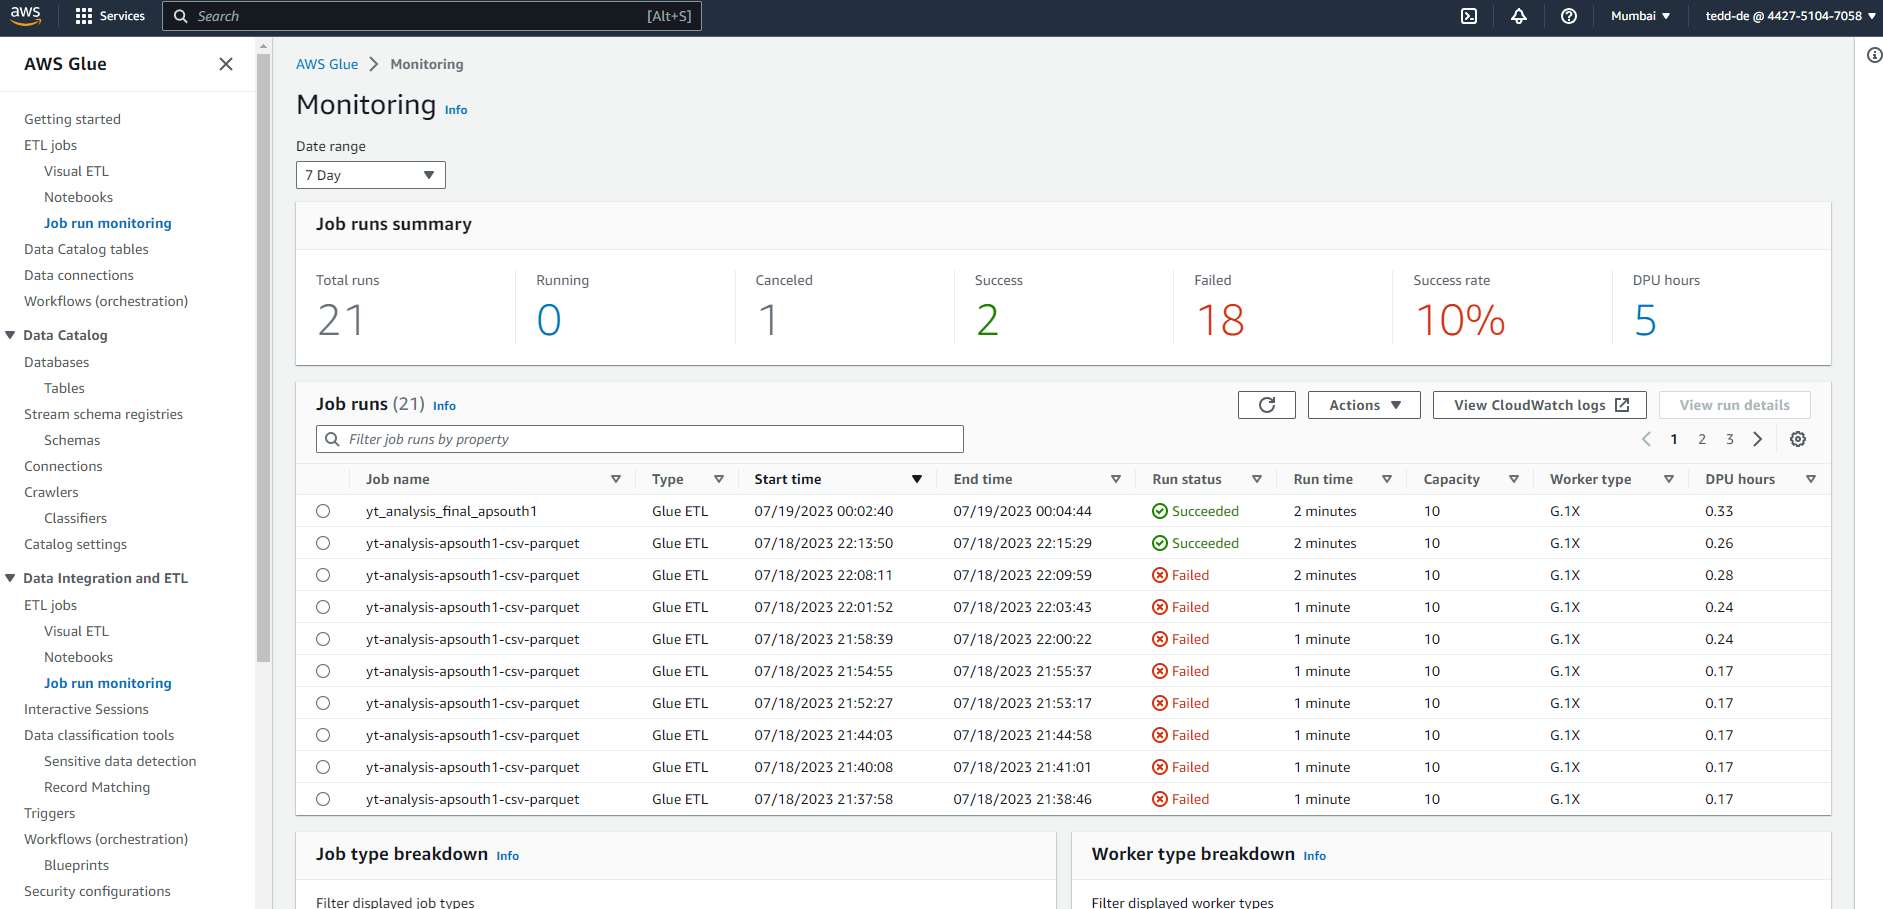 aws Services Search [Alt+S] Mumbai tedd-de @ 4427-5104-7058
AWS Glue
Getting started
ETL jobs
Visual ETL
Notebooks
Job run monitoring
Data Catalog tables
Data connections
Workflows (orchestration)
Data Catalog
Databases
Tables
Stream schema registries
Schemas
Connections
Crawlers
Classifiers
Catalog settings
Data Integration and ETL
ETL jobs
Visual ETL
Notebooks
Job run monitoring
Interactive Sessions
Data classification tools
Sensitive data detection
Record Matching
Triggers
Workflows (orchestration)
Blueprints
Security configurations
AWS Glue Monitoring
Monitoring Info
Date range
7 Day
Job runs summary
Total runs Running Canceled Success Failed Success rate DPU hours
21 0 1 2 18 10% 5
Job runs (21) Info Actions View CloudWatch logs View run details
Filter job runs by property 1 2 3
Job name Type Start time End time Run status Run time Capacity Worker type DPU hours
yt_analysis_final_apsouth1 Glue ETL 07/19/2023 00:02:40 07/19/2023 00:04:44 Succeeded 2 minutes 10 G.1X 0.33
yt-analysis-apsouth1-csv-parquet Glue ETL 07/18/2023 22:13:50 07/18/2023 22:15:29 Succeeded 2 minutes 10 G.1X 0.26
yt-analysis-apsouth1-csv-parquet Glue ETL 07/18/2023 22:08:11 07/18/2023 22:09:59 Failed 2 minutes 10 G.1X 0.28
yt-analysis-apsouth1-csv-parquet Glue ETL 07/18/2023 22:01:52 07/18/2023 22:03:43 Failed 1 minute 10 G.1X 0.24
yt-analysis-apsouth1-csv-parquet Glue ETL 07/18/2023 21:58:39 07/18/2023 22:00:22 Failed 1 minute 10 G.1X 0.24
yt-analysis-apsouth1-csv-parquet Glue ETL 07/18/2023 21:54:55 07/18/2023 21:55:37 Failed 1 minute 10 G.1X 0.17
yt-analysis-apsouth1-csv-parquet Glue ETL 07/18/2023 21:52:27 07/18/2023 21:53:17 Failed 1 minute 10 G.1X 0.17
yt-analysis-apsouth1-csv-parquet Glue ETL 07/18/2023 21:44:03 07/18/2023 21:44:58 Failed 1 minute 10 G.1X 0.17
yt-analysis-apsouth1-csv-parquet Glue ETL 07/18/2023 21:40:08 07/18/2023 21:41:01 Failed 1 minute 10 G.1X 0.17
yt-analysis-apsouth1-csv-parquet Glue ETL 07/18/2023 21:37:58 07/18/2023 21:38:46 Failed 1 minute 10 G.1X 0.17
Job type breakdown Info
Filter displayed job types
Worker type breakdown Info
Filter displayed worker types